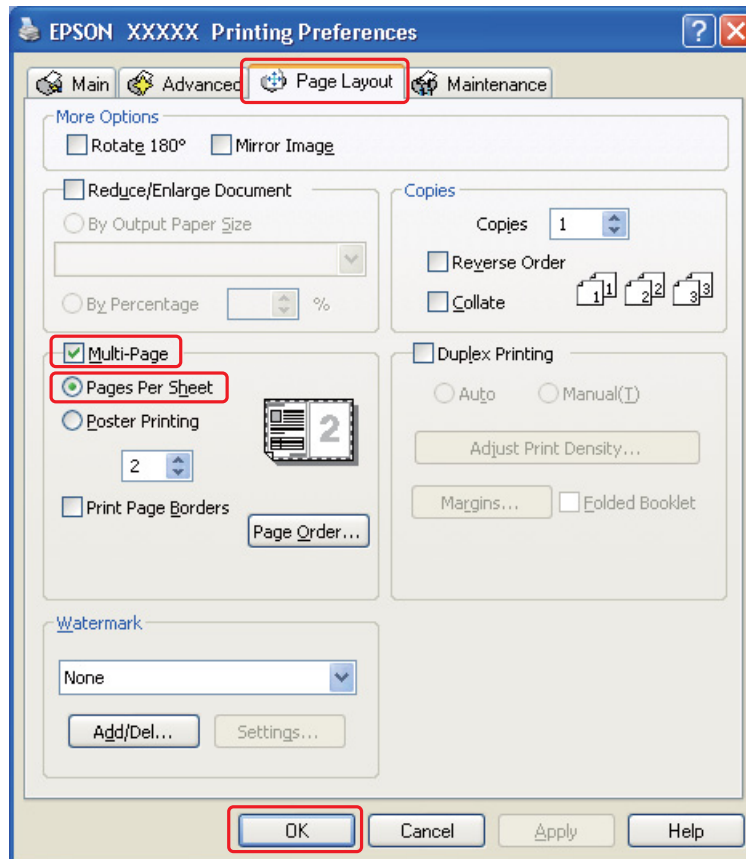 EPSON XXXXX Printing Preferences
Main
Advanced
Page Layout
Maintenance
More Options
Rotate 180°
Mirror Image
Reduce/Enlarge Document
By Output Paper Size
By Percentage
%
Copies
Copies 1
Reverse Order
Collate
1 1 2 2 3 3
Multi-Page
Pages Per Sheet
Poster Printing
2
2
Print Page Borders
Page Order...
Duplex Printing
Auto
Manual(T)
Adjust Print Density...
Margins...
Folded Booklet
Watermark
None
Add/Del...
Settings...
OK
Cancel
Apply
Help